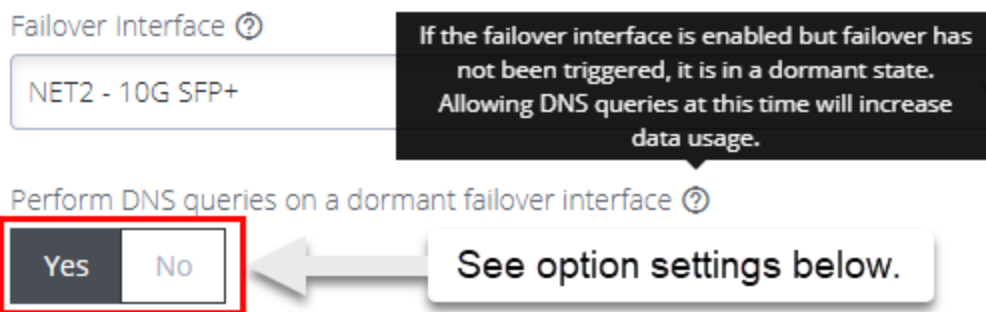 Failover Interface ?
If the failover interface is enabled but failover has
not been triggered, it is in a dormant state.
Allowing DNS queries at this time will increase
data usage.
NET2 - 10G SFP+
Perform DNS queries on a dormant failover interface ?
Yes No
See option settings below.